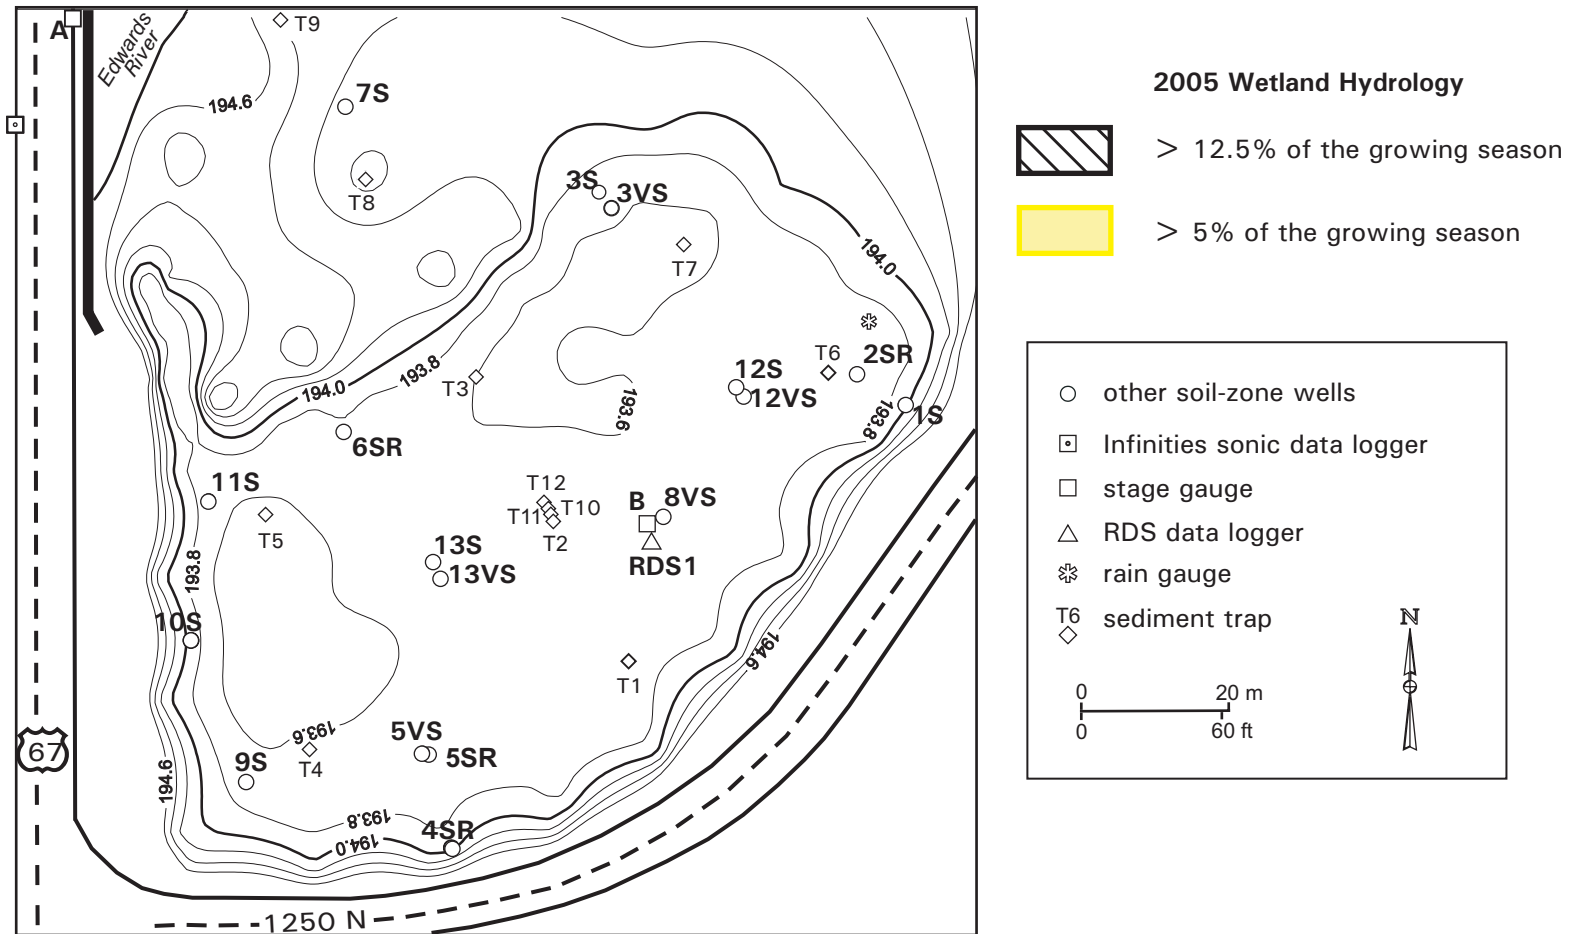 A
Edwards
River
T9
194.6
7S
T8
3S
3VS
T7
194.0
T6
2SR
12S
12VS
1S
193.8
193.8
T3
194.0
193.6
6SR
11S
T5
T12
T10
T11
T2
B
8VS
RDS1
13S
13VS
193.8
10S
194.6
T1
193.6
T4
5VS
5SR
9S
67
194.6
193.8
4SR
194.0
1250 N
2005 Wetland Hydrology
> 12.5% of the growing season
> 5% of the growing season
other soil-zone wells
Infinities sonic data logger
stage gauge
RDS data logger
rain gauge
T6
sediment trap
N
0 20 m
0 60 ft